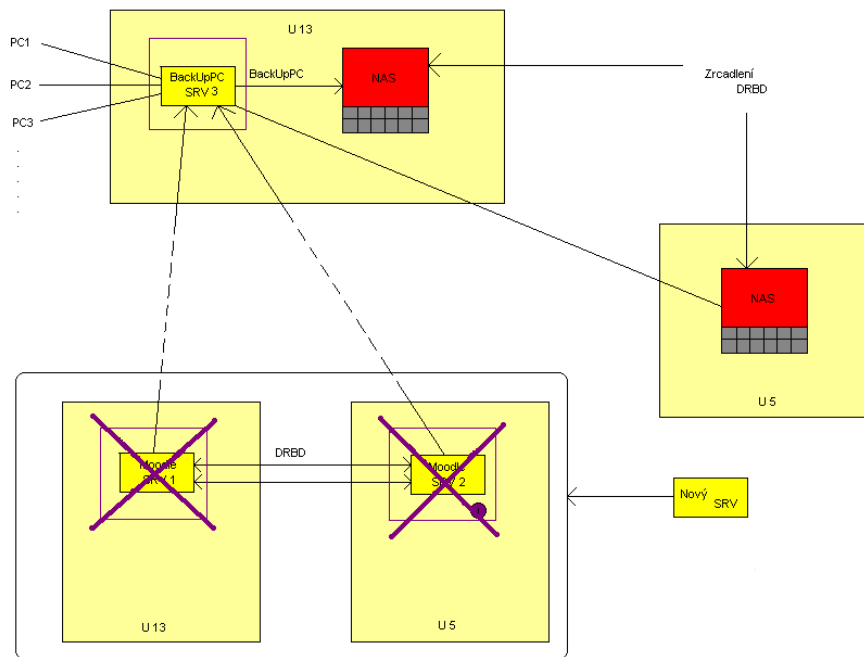 U 13
PC1
PC2
PC3
BackUpPC
SRV 3
BackUpPC
NAS
Zrcadlení
DRBD
NAS
U 5
Moodle
SRV 1
DRBD
Moodle
SRV 2
Nový
SRV
U 13
U 5